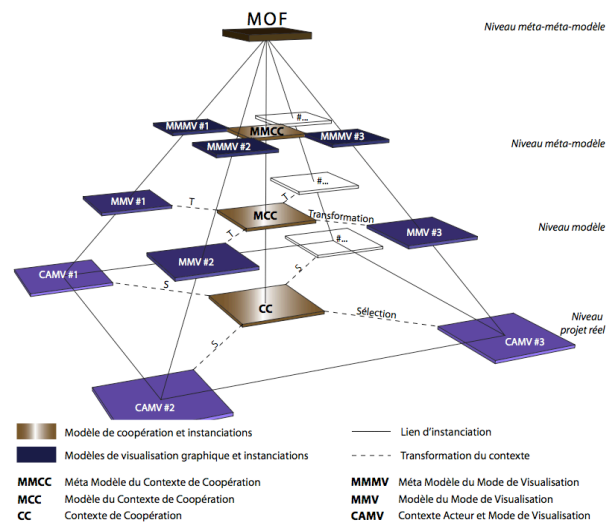 MOF
Niveau méta-méta-modèle
#...
MMMV #1
MMCC
MMMV #3
MMMV #2
Niveau méta-modèle
#...
MMV #1
T
T
MCC
Transformation
Niveau modèle
MMV #3
T
#...
MMV #2
CAMV #1
S
S
CC
Sélection
Niveau
projet réel
S
CAMV #3
CAMV #2
Modèle de coopération et instanciations
Lien d'instanciation
Modèles de visualisation graphique et instanciations
Transformation du contexte
MMCC Méta Modèle du Contexte de Coopération
MMMV Méta Modèle du Mode de Visualisation
MCC Modèle du Contexte de Coopération
MMV Modèle du Mode de Visualisation
CC Contexte de Coopération
CAMV Contexte Acteur et Mode de Visualisation